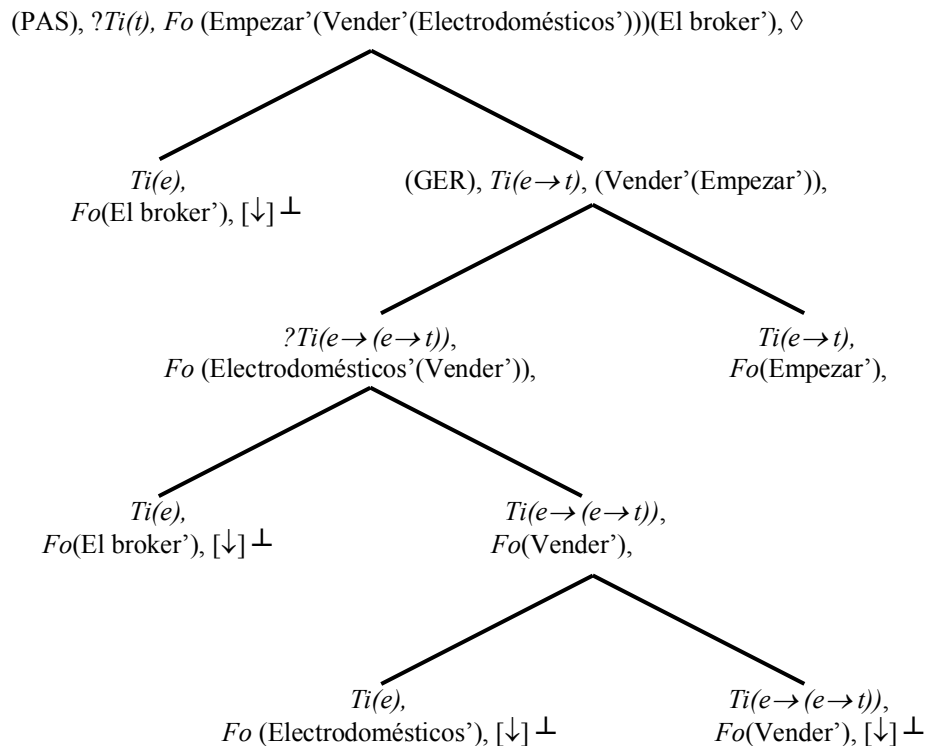 (PAS), ?Ti(t), Fo (Empezar’(Vender’(Electrodomésticos’)))(El broker’), ◊
Ti(e),
Fo(El broker’), [↓] ⊥
(GER), Ti(e→ t), (Vender’(Empezar’)),
?Ti(e→ (e→ t)),
Fo (Electrodomésticos’(Vender’)),
Ti(e→ t),
Fo(Empezar’),
Ti(e),
Fo(El broker’), [↓] ⊥
Ti(e→ (e→ t)),
Fo(Vender’),
Ti(e),
Fo (Electrodomésticos’), [↓] ⊥
Ti(e→ (e→ t)),
Fo(Vender’), [↓] ⊥